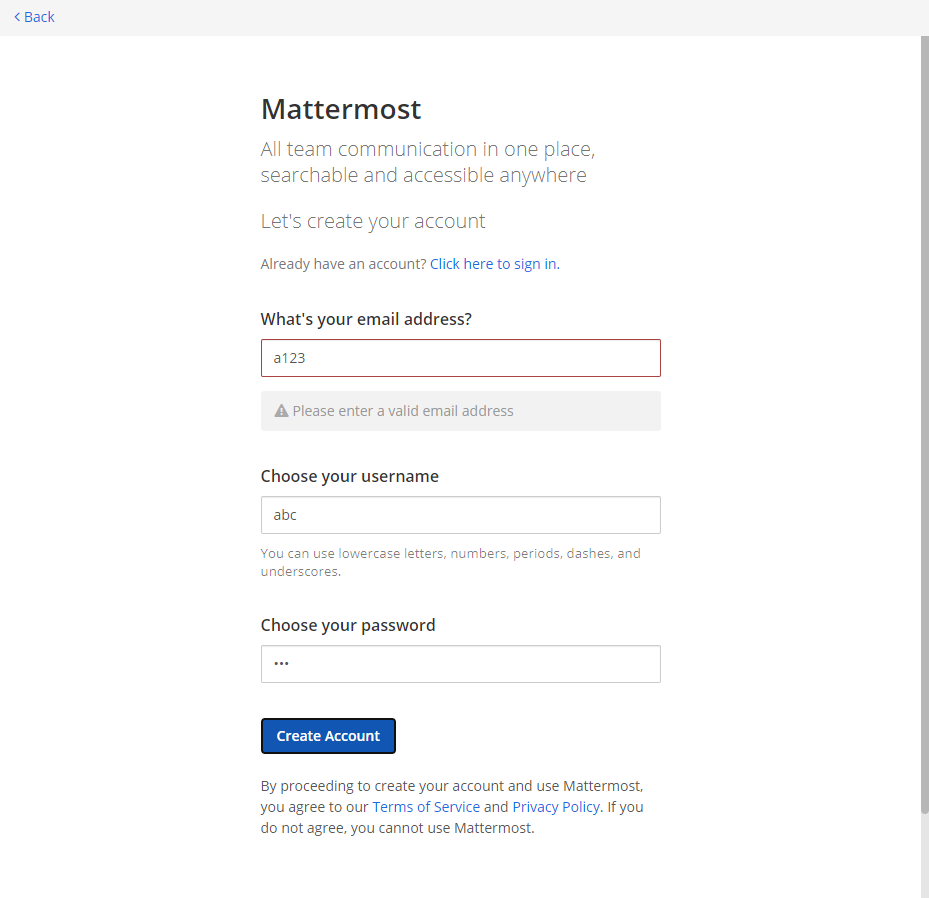 Back
Mattermost
All team communication in one place,
searchable and accessible anywhere
Let's create your account
Already have an account? Click here to sign in.
What's your email address?
a123
Please enter a valid email address
Choose your username
abc
You can use lowercase letters, numbers, periods, dashes, and
underscores.
Choose your password
•••
Create Account
By proceeding to create your account and use Mattermost,
you agree to our Terms of Service and Privacy Policy. If you
do not agree, you cannot use Mattermost.